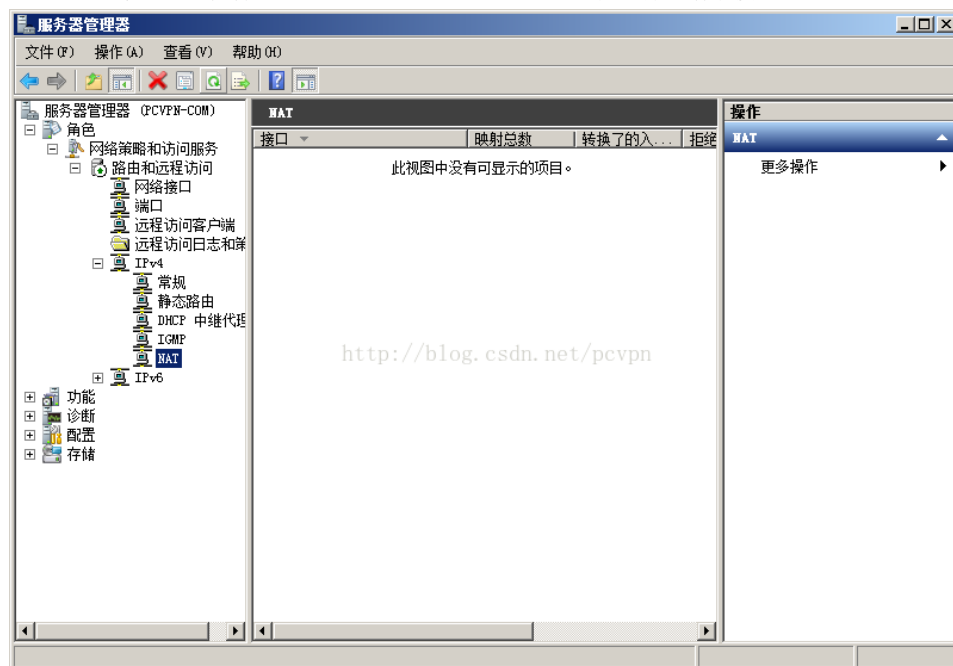 服务器管理器
文件(F) 操作(A) 查看(V) 帮助(H)
服务器管理器 (PCVPN-COM)
角色
网络策略和访问服务
路由和远程访问
网络接口
端口
远程访问客户端
远程访问日志和策
IPv4
常规
静态路由
DHCP 中继代理
IGMP
NAT
IPv6
功能
诊断
配置
存储
NAT
接口 映射总数 转换了的入... 拒绝
此视图中没有可显示的项目。
http://blog.csdn.net/pcvpn
操作
NAT
更多操作